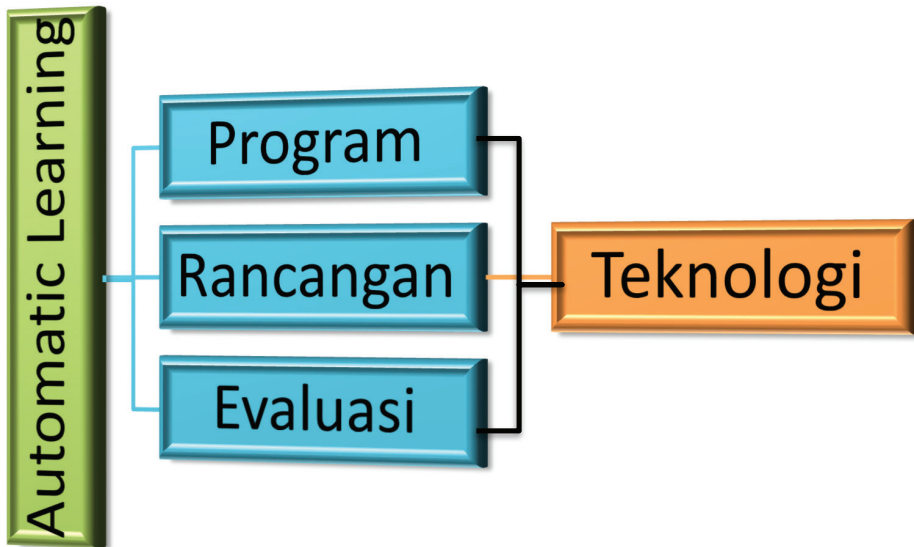 Automatic Learning
Program
Rancangan
Evaluasi
Teknologi